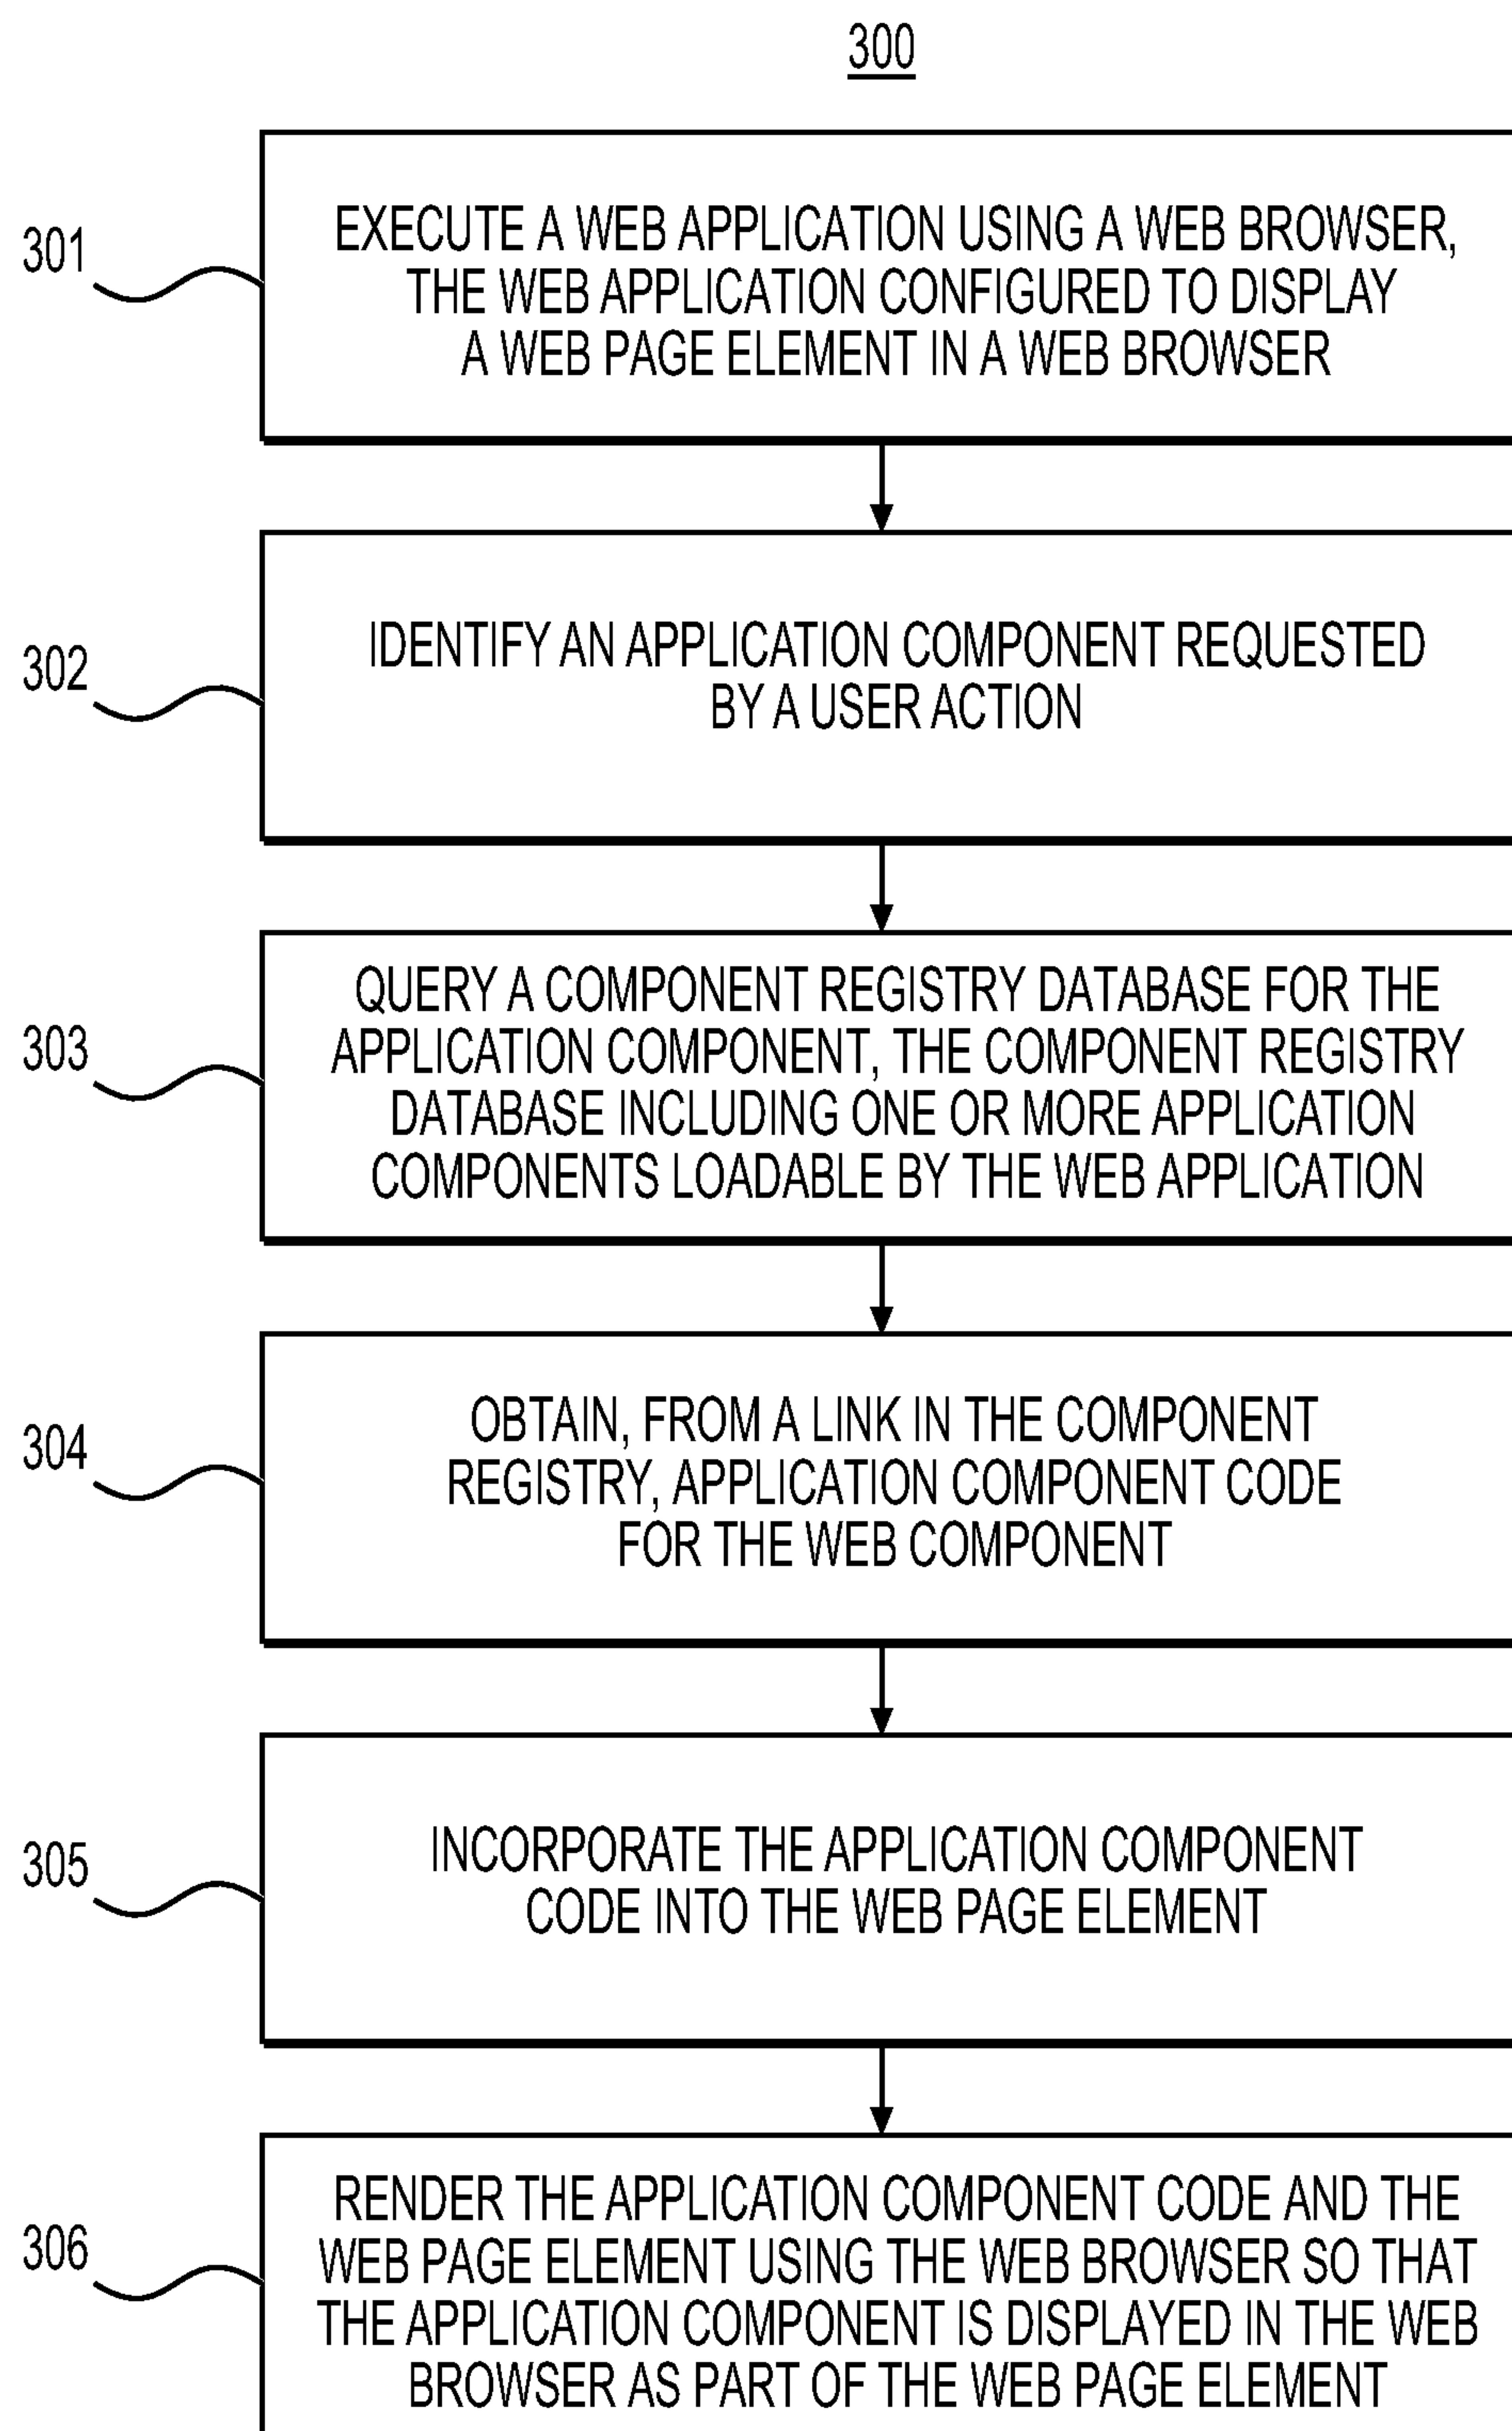 300
301
EXECUTE A WEB APPLICATION USING A WEB BROWSER,
THE WEB APPLICATION CONFIGURED TO DISPLAY
A WEB PAGE ELEMENT IN A WEB BROWSER
302
IDENTIFY AN APPLICATION COMPONENT REQUESTED
BY A USER ACTION
303
QUERY A COMPONENT REGISTRY DATABASE FOR THE
APPLICATION COMPONENT, THE COMPONENT REGISTRY
DATABASE INCLUDING ONE OR MORE APPLICATION
COMPONENTS LOADABLE BY THE WEB APPLICATION
304
OBTAIN, FROM A LINK IN THE COMPONENT
REGISTRY, APPLICATION COMPONENT CODE
FOR THE WEB COMPONENT
305
INCORPORATE THE APPLICATION COMPONENT
CODE INTO THE WEB PAGE ELEMENT
306
RENDER THE APPLICATION COMPONENT CODE AND THE
WEB PAGE ELEMENT USING THE WEB BROWSER SO THAT
THE APPLICATION COMPONENT IS DISPLAYED IN THE WEB
BROWSER AS PART OF THE WEB PAGE ELEMENT